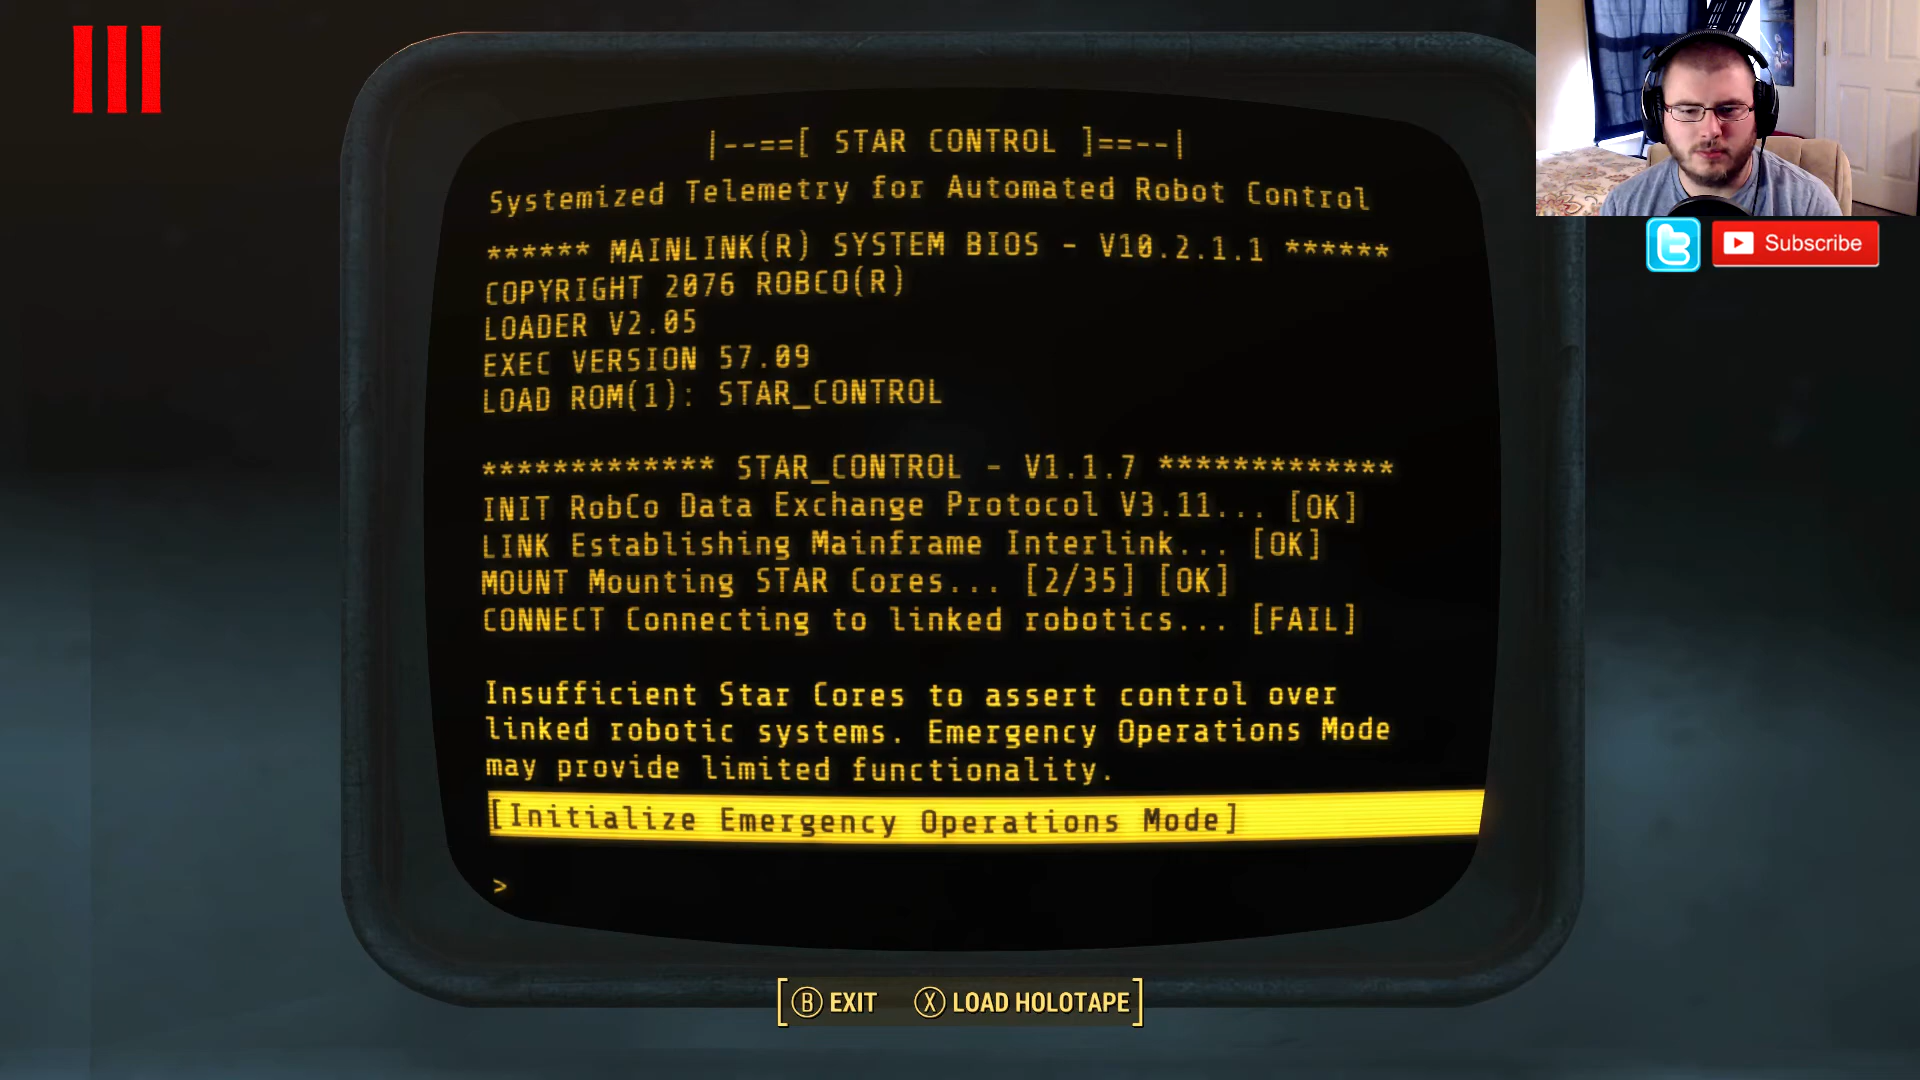 |--==[ STAR CONTROL ]==--|
Systemized Telemetry for Automated Robot Control
****** MAINLINK(R) SYSTEM BIOS - V10.2.1.1 ******
COPYRIGHT 2076 ROBCO(R)
LOADER V2.05
EXEC VERSION 57.09
LOAD ROM(1): STAR_CONTROL
************* STAR_CONTROL - V1.1.7 *************
INIT RobCo Data Exchange Protocol V3.11... [OK]
LINK Establishing Mainframe Interlink... [OK]
MOUNT Mounting STAR Cores... [2/35] [OK]
CONNECT Connecting to linked robotics... [FAIL]
Insufficient Star Cores to assert control over
linked robotic systems. Emergency Operations Mode
may provide limited functionality.
[Initialize Emergency Operations Mode]
>
[ B EXIT X LOAD HOLOTAPE ]
Subscribe